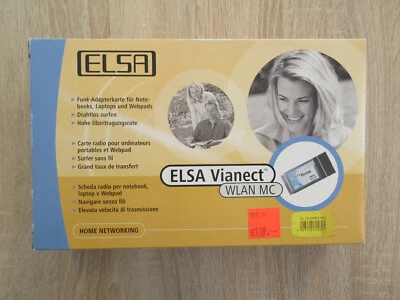 ELSA
Funk-Adapterkarte für Note-
books, Laptops und Webpads
Drahtlos surfen
Hohe Übertragungsrate
Carte radio pour ordinateurs
portables et Webpad
Surfer sans fil
Grand taux de transfert
Scheda radio per notebook,
laptop e Webpad
Navigare senza fili
Elevata velocità di trasmissione
ELSA Vianect™
WLAN MC
HOME NETWORKING